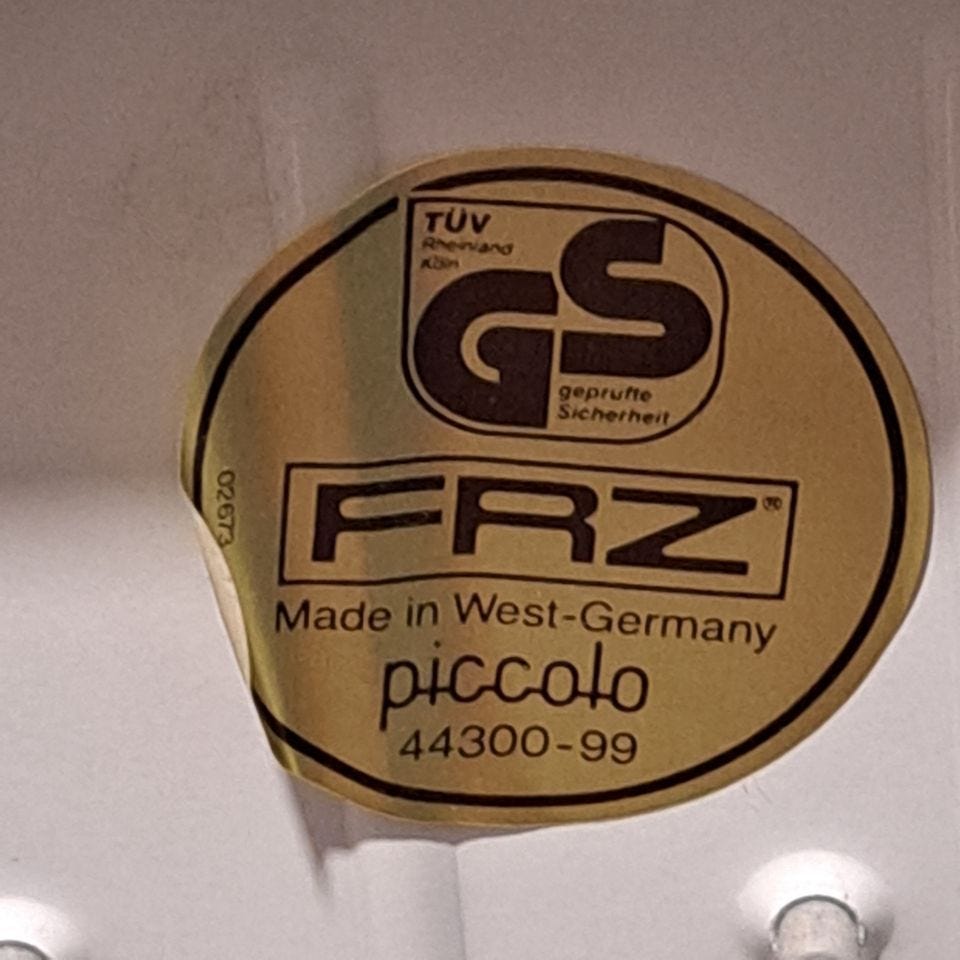 TÜV
Rheinland
Köln
GS
geprüfte
Sicherheit
FRZ®
Made in West-Germany
piccolo
44300-99
02673